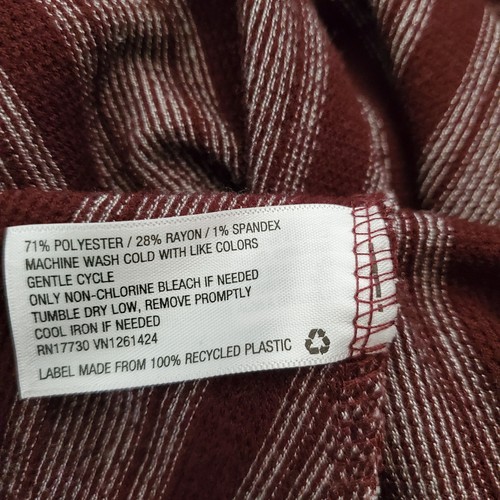 71% POLYESTER / 28% RAYON / 1% SPANDEX
MACHINE WASH COLD WITH LIKE COLORS
GENTLE CYCLE
ONLY NON-CHLORINE BLEACH IF NEEDED
TUMBLE DRY LOW, REMOVE PROMPTLY
COOL IRON IF NEEDED
RN17730 VN1261424
LABEL MADE FROM 100% RECYCLED PLASTIC